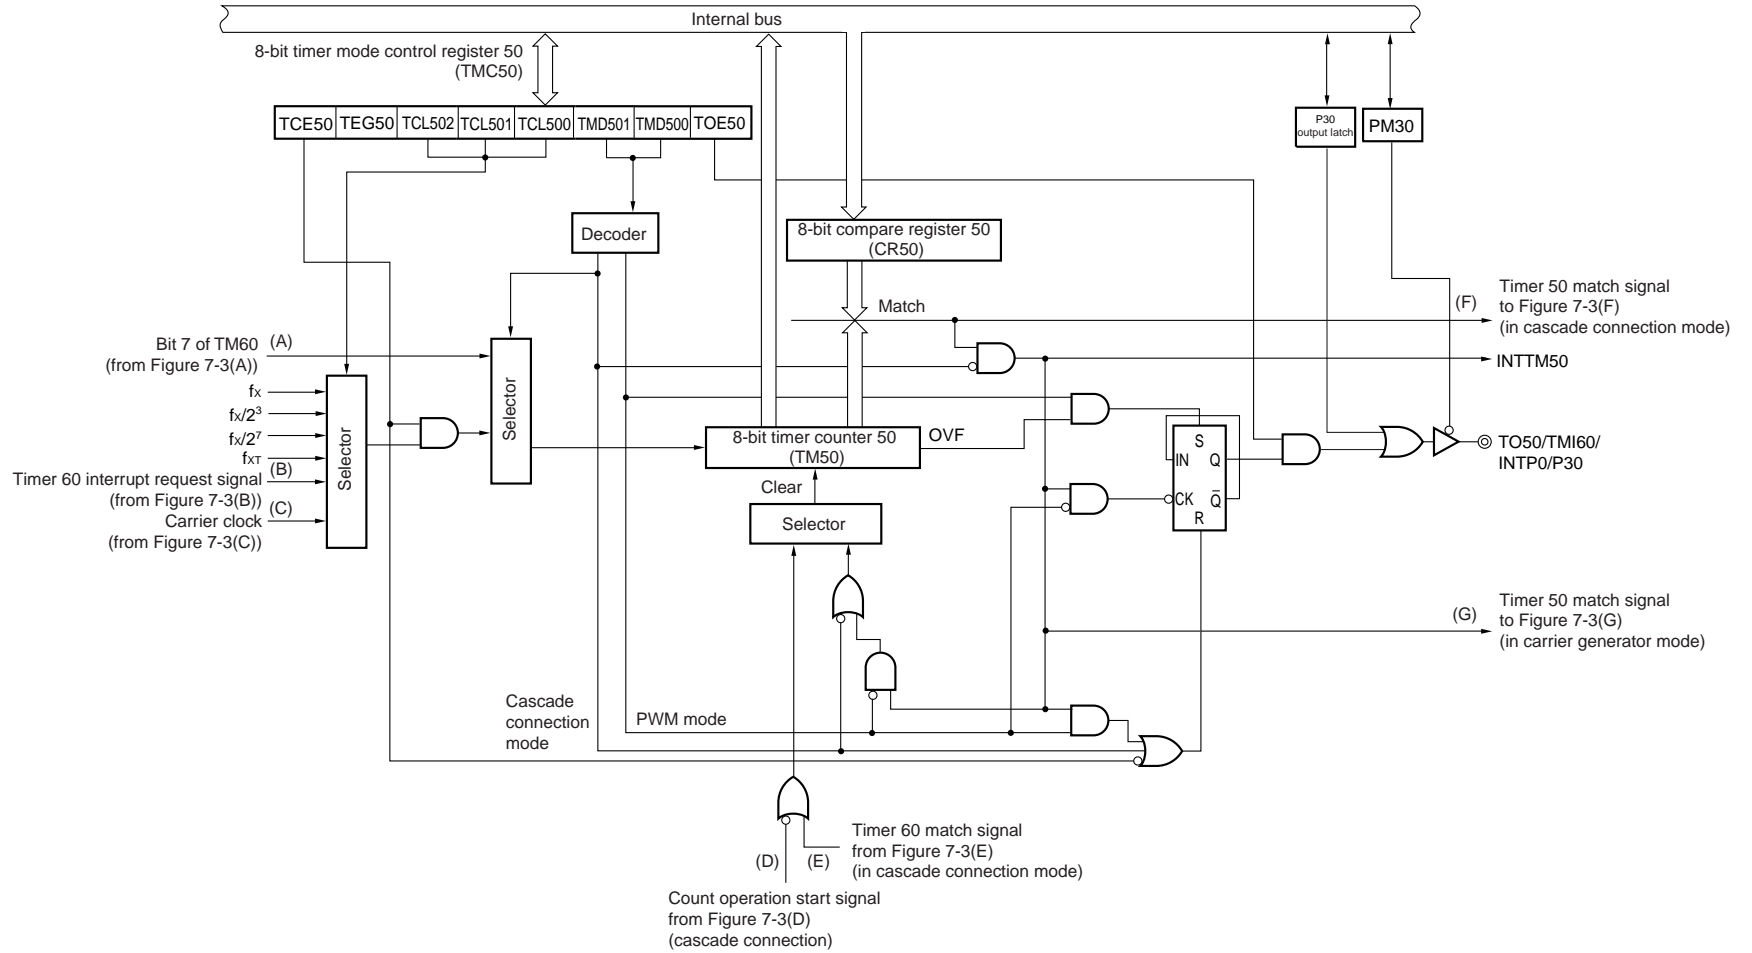 Internal bus
8-bit timer mode control register 50
(TMC50)
TCE50 TEG50 TCL502 TCL501 TCL500 TMD501 TMD500 TOE50
P30
output latch
PM30
Decoder
8-bit compare register 50
(CR50)
Match
(F)
Timer 50 match signal
to Figure 7-3(F)
(in cascade connection mode)
INTTM50
Bit 7 of TM60
(from Figure 7-3(A))
(A)
fX
fX/2³
fX/2⁷
fXT
Timer 60 interrupt request signal
(from Figure 7-3(B))
(B)
Carrier clock
(from Figure 7-3(C))
(C)
Selector
Selector
8-bit timer counter 50
(TM50)
OVF
Clear
Selector
S
IN
Q
CK
Q̅
R
TO50/TMI60/
INTP0/P30
(G)
Timer 50 match signal
to Figure 7-3(G)
(in carrier generator mode)
Cascade
connection
mode
PWM mode
(D)
(E)
Timer 60 match signal
from Figure 7-3(E)
(in cascade connection mode)
Count operation start signal
from Figure 7-3(D)
(cascade connection)